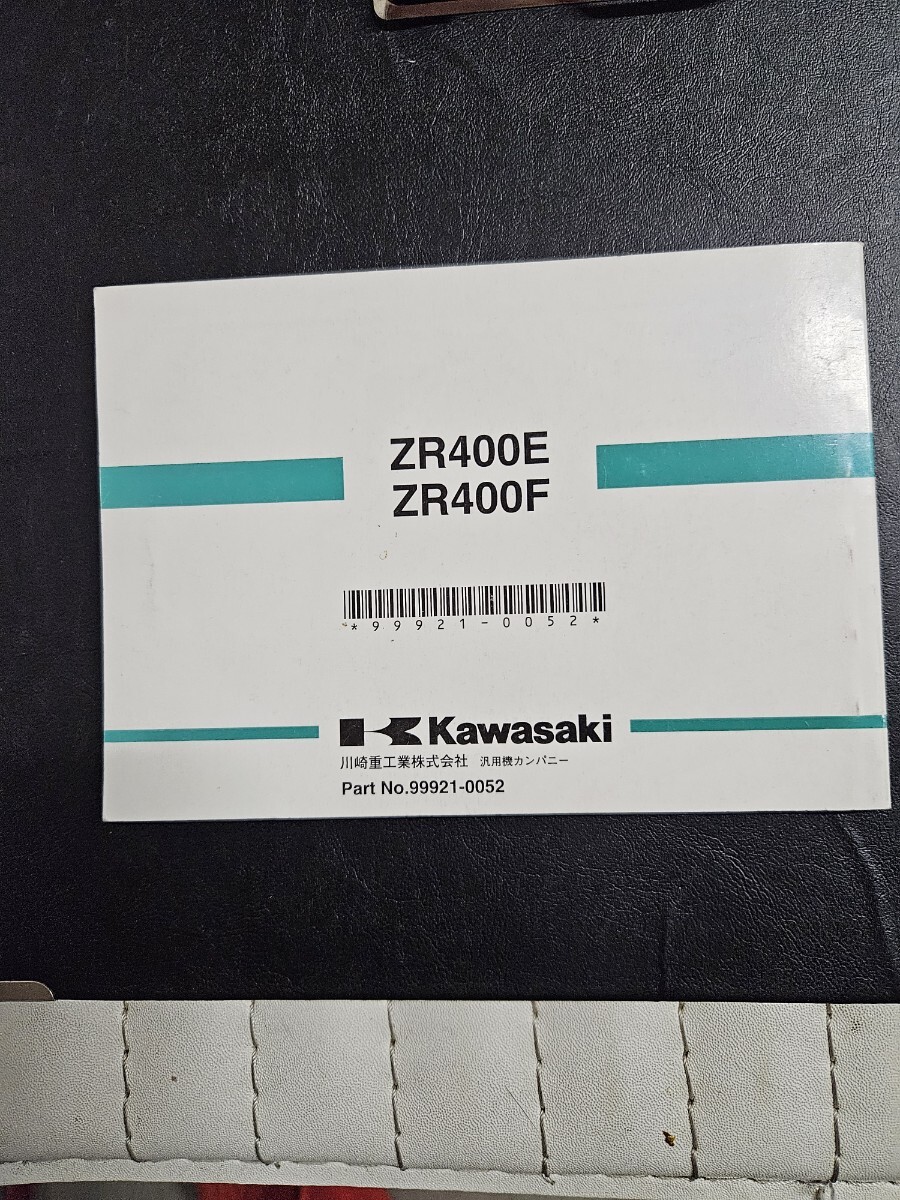 ZR400E
ZR400F
*99921-0052*
Kawasaki
川崎重工業株式会社 汎用機カンパニー
Part No.99921-0052